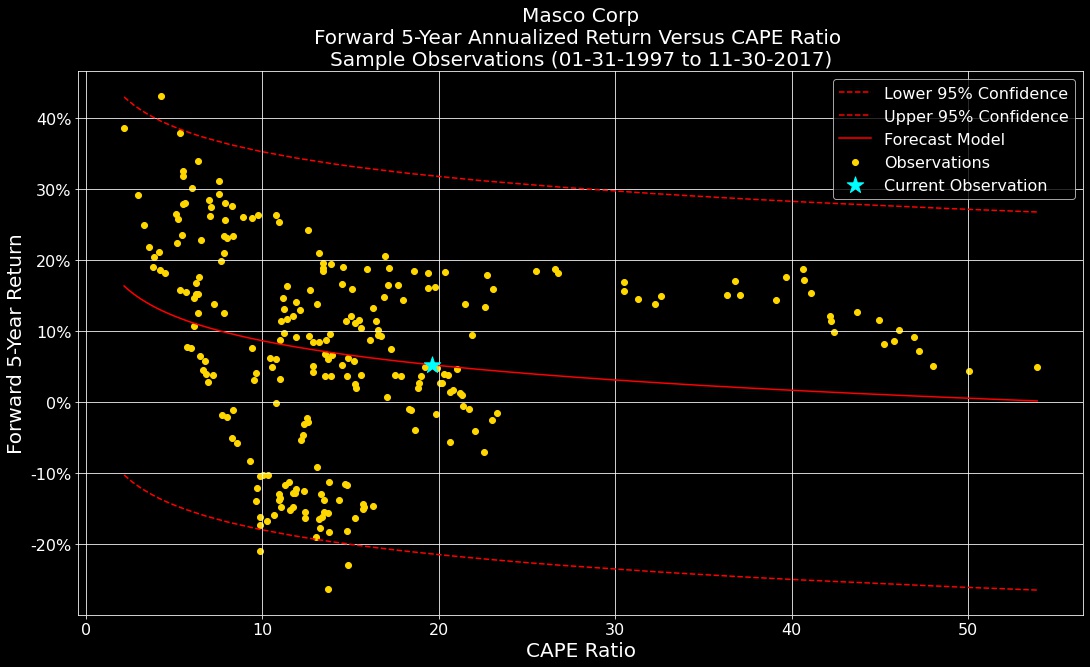 Masco Corp
Forward 5-Year Annualized Return Versus CAPE Ratio
Sample Observations (01-31-1997 to 11-30-2017)
Lower 95% Confidence
Upper 95% Confidence
Forecast Model
Observations
Current Observation
Forward 5-Year Return
40%
30%
20%
10%
0%
-10%
-20%
0 10 20 30 40 50
CAPE Ratio